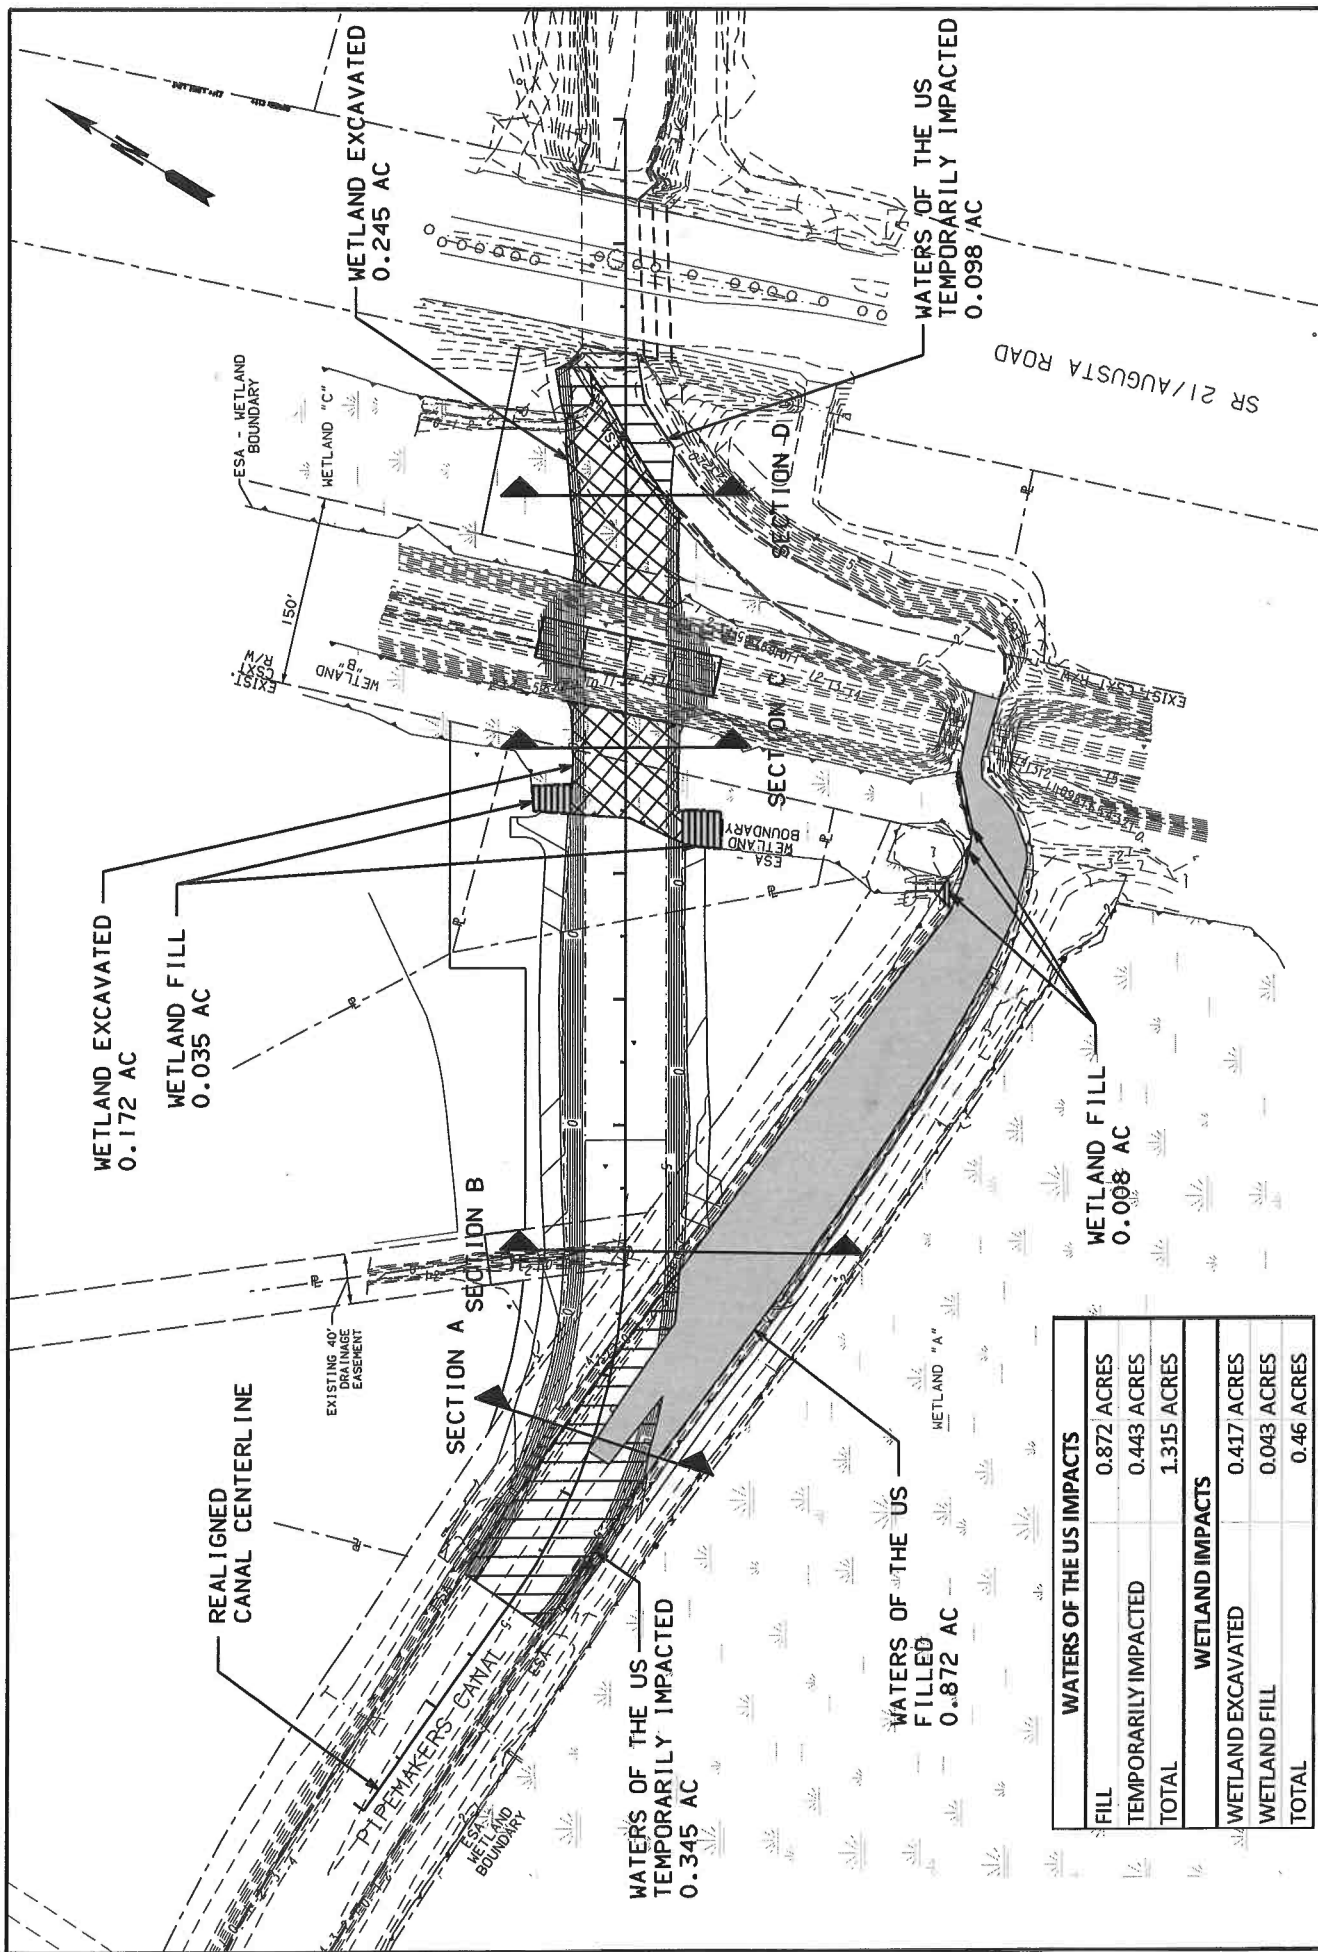 REALIGNED
CANAL CENTERLINE
WETLAND EXCAVATED
0.172 AC
WETLAND FILL
0.035 AC
WETLAND EXCAVATED
0.245 AC
N
ESA - WETLAND
BOUNDARY
WETLAND "C"
150'
EXIST.
CSXT
R/W
WETLAND "B"
EXISTING 40'
DRAINAGE
EASEMENT
SECTION A
SECTION B
SECTION C
SECTION D
ESA -
WETLAND
BOUNDARY
WATERS OF THE US
TEMPORARILY IMPACTED
0.098 AC
SR 21/AUGUSTA ROAD
EXIST. CSXT R/W
PIPEMAKERS CANAL
ESA -
WETLAND
BOUNDARY
WATERS OF THE US
TEMPORARILY IMPACTED
0.345 AC
WATERS OF THE US
FILLED
0.872 AC
WETLAND "A"
WETLAND FILL
0.008 AC
WATERS OF THE US IMPACTS
FILL 0.872 ACRES
TEMPORARILY IMPACTED 0.443 ACRES
TOTAL 1.315 ACRES
WETLAND IMPACTS
WETLAND EXCAVATED 0.417 ACRES
WETLAND FILL 0.043 ACRES
TOTAL 0.46 ACRES